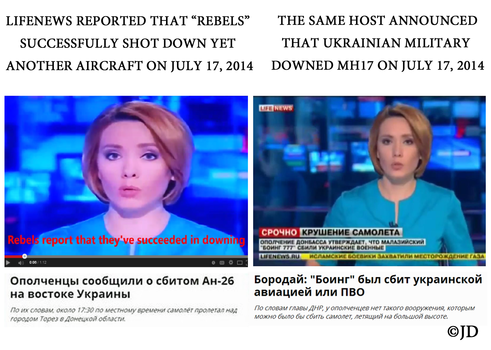 LIFENEWS REPORTED THAT “REBELS”
SUCCESSFULLY SHOT DOWN YET
ANOTHER AIRCRAFT ON JULY 17, 2014
THE SAME HOST ANNOUNCED
THAT UKRAINIAN MILITARY
DOWNED MH17 ON JULY 17, 2014
Rebels report that they've succeeded in downing
Ополченцы сообщили о сбитом Ан-26
на востоке Украины
По их словам, около 17:30 по местному времени самолет пролетал над
городом Торез в Донецкой области.
LIFE NEWS
СРОЧНО КРУШЕНИЕ САМОЛЕТА
ОПОЛЧЕНИЕ ДОНБАССА УТВЕРЖДАЕТ, ЧТО МАЛАЗИЙСКИЙ
"БОИНГ 777" СБИЛИ УКРАИНСКИЕ ВОЕННЫЕ
LIFENEWS.RU ИСЛАМСКИЕ БОЕВИКИ ЗАХВАТИЛИ МЕСТОРОЖДЕНИЕ ГАЗА
Бородай: "Боинг" был сбит украинской
авиацией или ПВО
По словам главы ДНР, у ополченцев нет такого вооружения, которым
можно было бы сбить самолет, летящий на большой высоте.
©JD